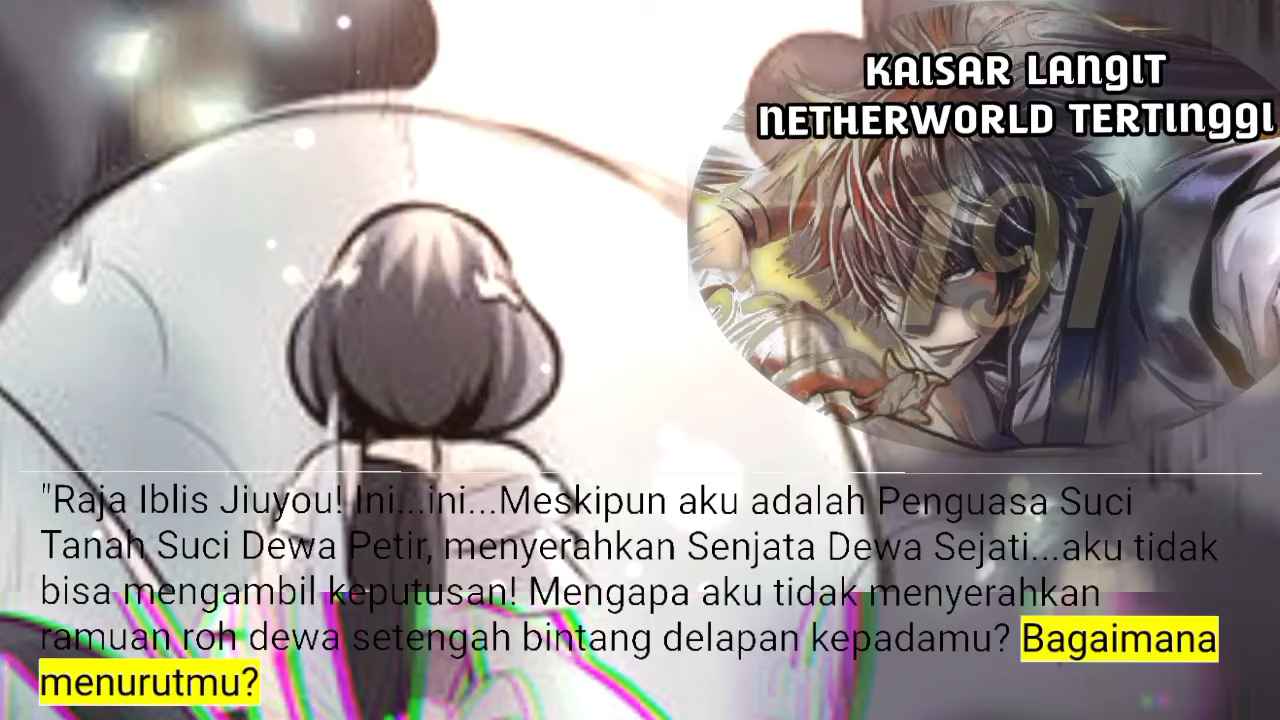 KAISAR LANGIT
NETHERWORLD TERTINGGI
191
"Raja Iblis Jiuyou! Ini...ini...Meskipun aku adalah Penguasa Suci
Tanah Suci Dewa Petir, menyerahkan Senjata Dewa Sejati...aku tidak
bisa mengambil keputusan! Mengapa aku tidak menyerahkan
ramuan roh dewa setengah bintang delapan kepadamu? Bagaimana
menurutmu?